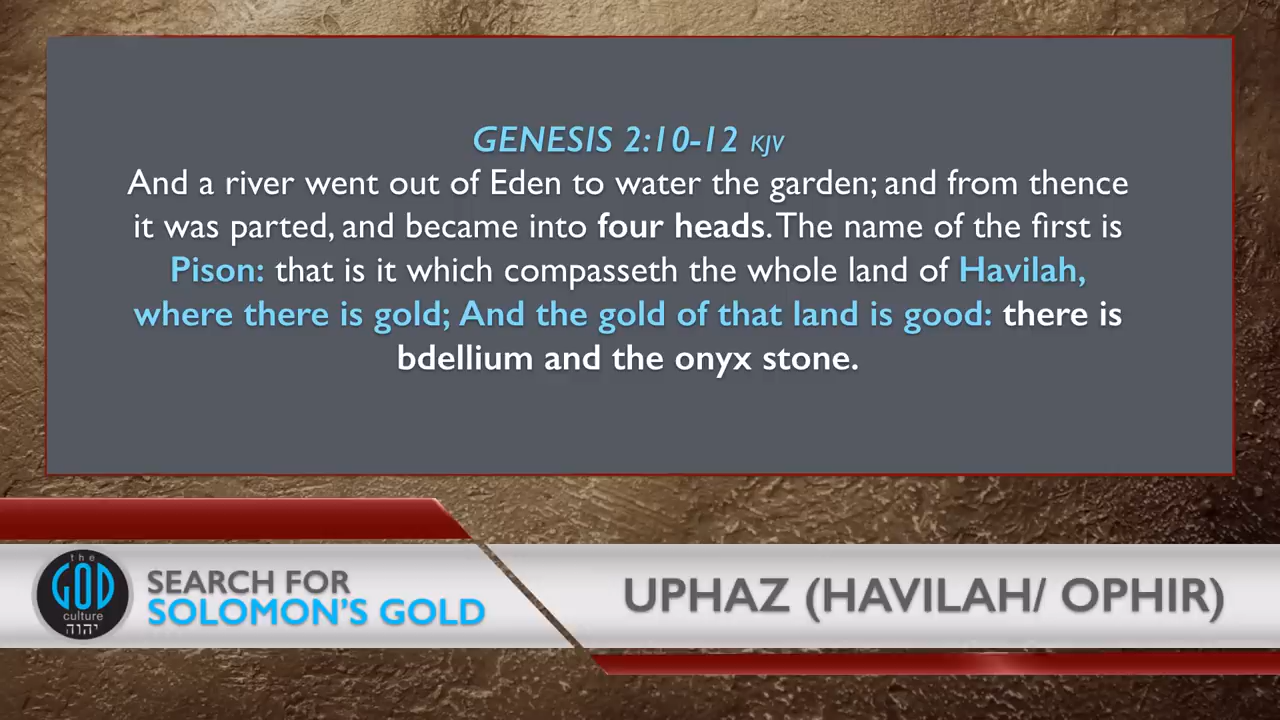 GENESIS 2:10-12 KJV
And a river went out of Eden to water the garden; and from thence
it was parted, and became into four heads. The name of the first is
Pison: that is it which compasseth the whole land of Havilah,
where there is gold; And the gold of that land is good: there is
bdellium and the onyx stone.
the
GOD
culture
יהוה
SEARCH FOR
SOLOMON'S GOLD
UPHAZ (HAVILAH/ OPHIR)